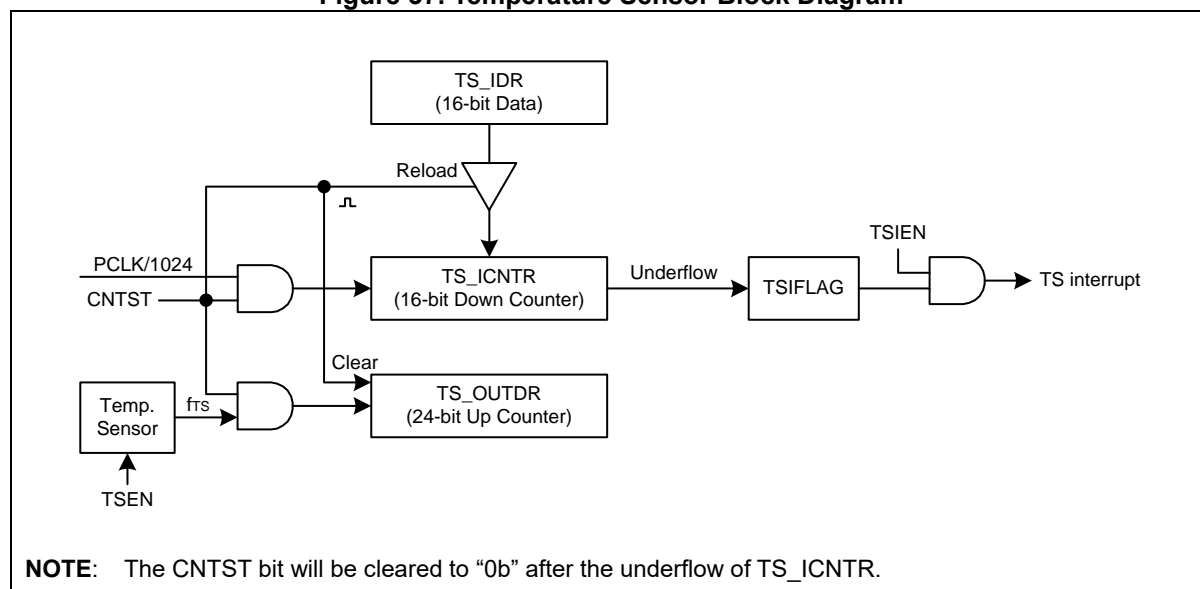 TS_IDR
(16-bit Data)
Reload
TSIEN
PCLK/1024
CNTST
TS_ICNTR
(16-bit Down Counter)
Underflow
TSIFLAG
TS interrupt
Clear
TS_OUTDR
(24-bit Up Counter)
Temp.
Sensor
fTS
TSEN
NOTE: The CNTST bit will be cleared to “0b” after the underflow of TS_ICNTR.